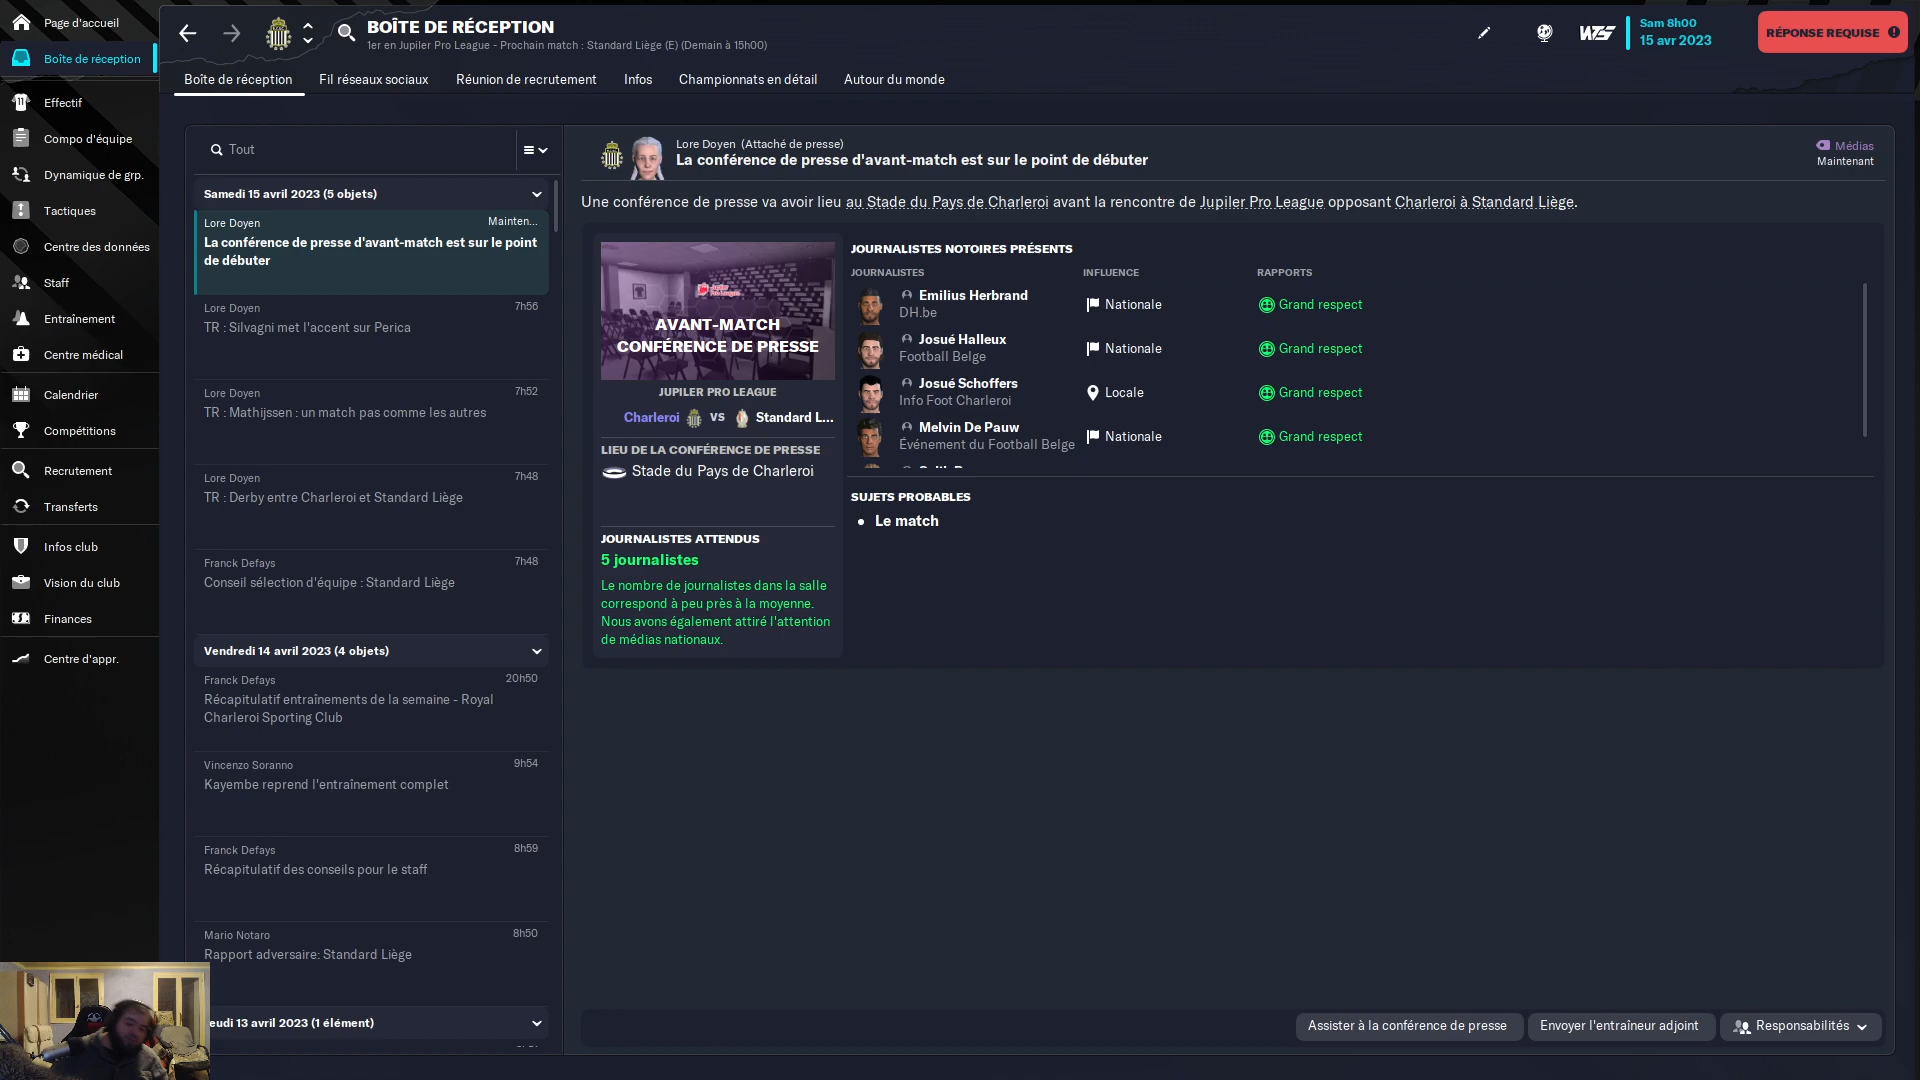 Page d'accueil
Boîte de réception
Effectif
Compo d'équipe
Dynamique de grp.
Tactiques
Centre des données
Staff
Entraînement
Centre médical
Calendrier
Compétitions
Recrutement
Transferts
Infos club
Vision du club
Finances
Centre d'appr.
BOÎTE DE RÉCEPTION
1er en Jupiler Pro League - Prochain match : Standard Liège (E) (Demain à 15h00)
Sam 8h00
15 avr 2023
RÉPONSE REQUISE
Boîte de réception
Fil réseaux sociaux
Réunion de recrutement
Infos
Championnats en détail
Autour du monde
Tout
Samedi 15 avril 2023 (5 objets)
Lore Doyen
Mainten...
La conférence de presse d'avant-match est sur le point
de débuter
Lore Doyen
7h56
TR : Silvagni met l'accent sur Perica
Lore Doyen
7h52
TR : Mathijssen : un match pas comme les autres
Lore Doyen
7h48
TR : Derby entre Charleroi et Standard Liège
Franck Defays
7h48
Conseil sélection d'équipe : Standard Liège
Vendredi 14 avril 2023 (4 objets)
Franck Defays
20h50
Récapitulatif entraînements de la semaine - Royal
Charleroi Sporting Club
Vincenzo Soranno
9h54
Kayembe reprend l'entraînement complet
Franck Defays
8h59
Récapitulatif des conseils pour le staff
Mario Notaro
8h50
Rapport adversaire: Standard Liège
eudi 13 avril 2023 (1 élément)
Lore Doyen (Attaché de presse)
La conférence de presse d'avant-match est sur le point de débuter
Médias
Maintenant
Une conférence de presse va avoir lieu au Stade du Pays de Charleroi avant la rencontre de Jupiler Pro League opposant Charleroi à Standard Liège.
AVANT-MATCH
CONFÉRENCE DE PRESSE
JUPILER PRO LEAGUE
Charleroi vs Standard L...
LIEU DE LA CONFÉRENCE DE PRESSE
Stade du Pays de Charleroi
JOURNALISTES ATTENDUS
5 journalistes
Le nombre de journalistes dans la salle
correspond à peu près à la moyenne.
Nous avons également attiré l'attention
de médias nationaux.
JOURNALISTES NOTOIRES PRÉSENTS
JOURNALISTES
INFLUENCE
RAPPORTS
Emilius Herbrand
DH.be
Nationale
Grand respect
Josué Halleux
Football Belge
Nationale
Grand respect
Josué Schoffers
Info Foot Charleroi
Locale
Grand respect
Melvin De Pauw
Événement du Football Belge
Nationale
Grand respect
SUJETS PROBABLES
Le match
Assister à la conférence de presse
Envoyer l'entraîneur adjoint
Responsabilités